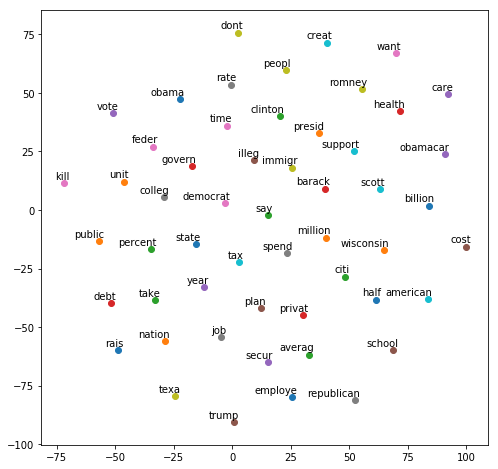 dont
75
creat
want
peopl
rate
romney
care
50
obama
vote
clinton
health
time
presid
feder
support
obamacar
25
govern
illeg
immigr
kill
unit
colleg
barack
scott
democrat
billion
0
say
public
million
percent
state
wisconsin
cost
spend
tax
−25
citi
year
debt
take
plan
half
american
privat
−50
nation
job
rais
averag
school
secur
−75
texa
employe
republican
trump
−100
−75 −50 −25 0 25 50 75 100